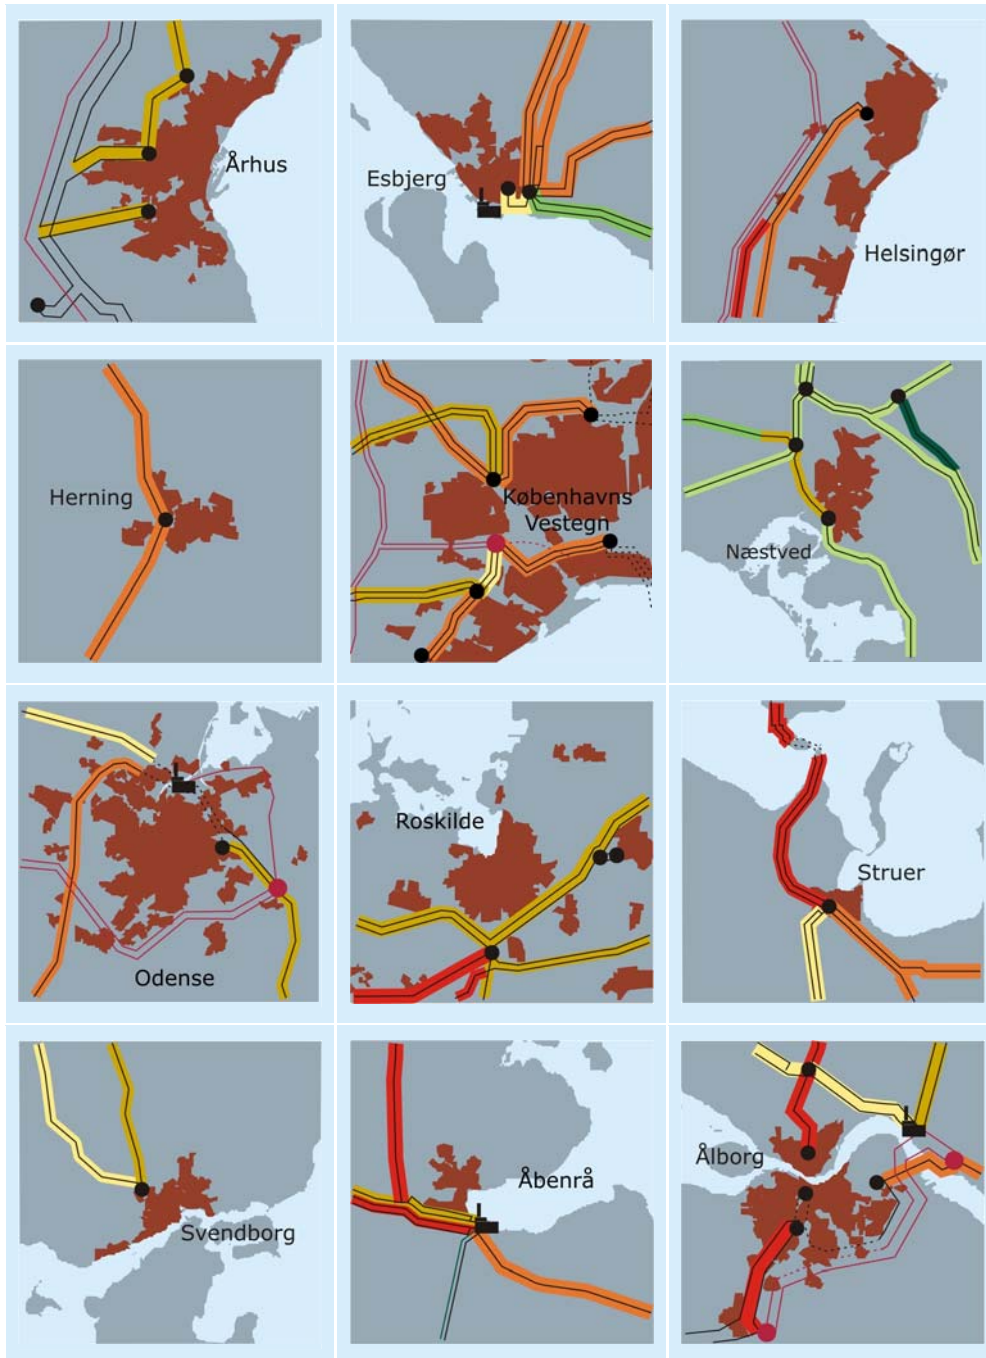 Århus
Esbjerg
Helsingør
Herning
Københavns
Vestegn
Næstved
Odense
Roskilde
Struer
Svendborg
Åbenrå
Ålborg